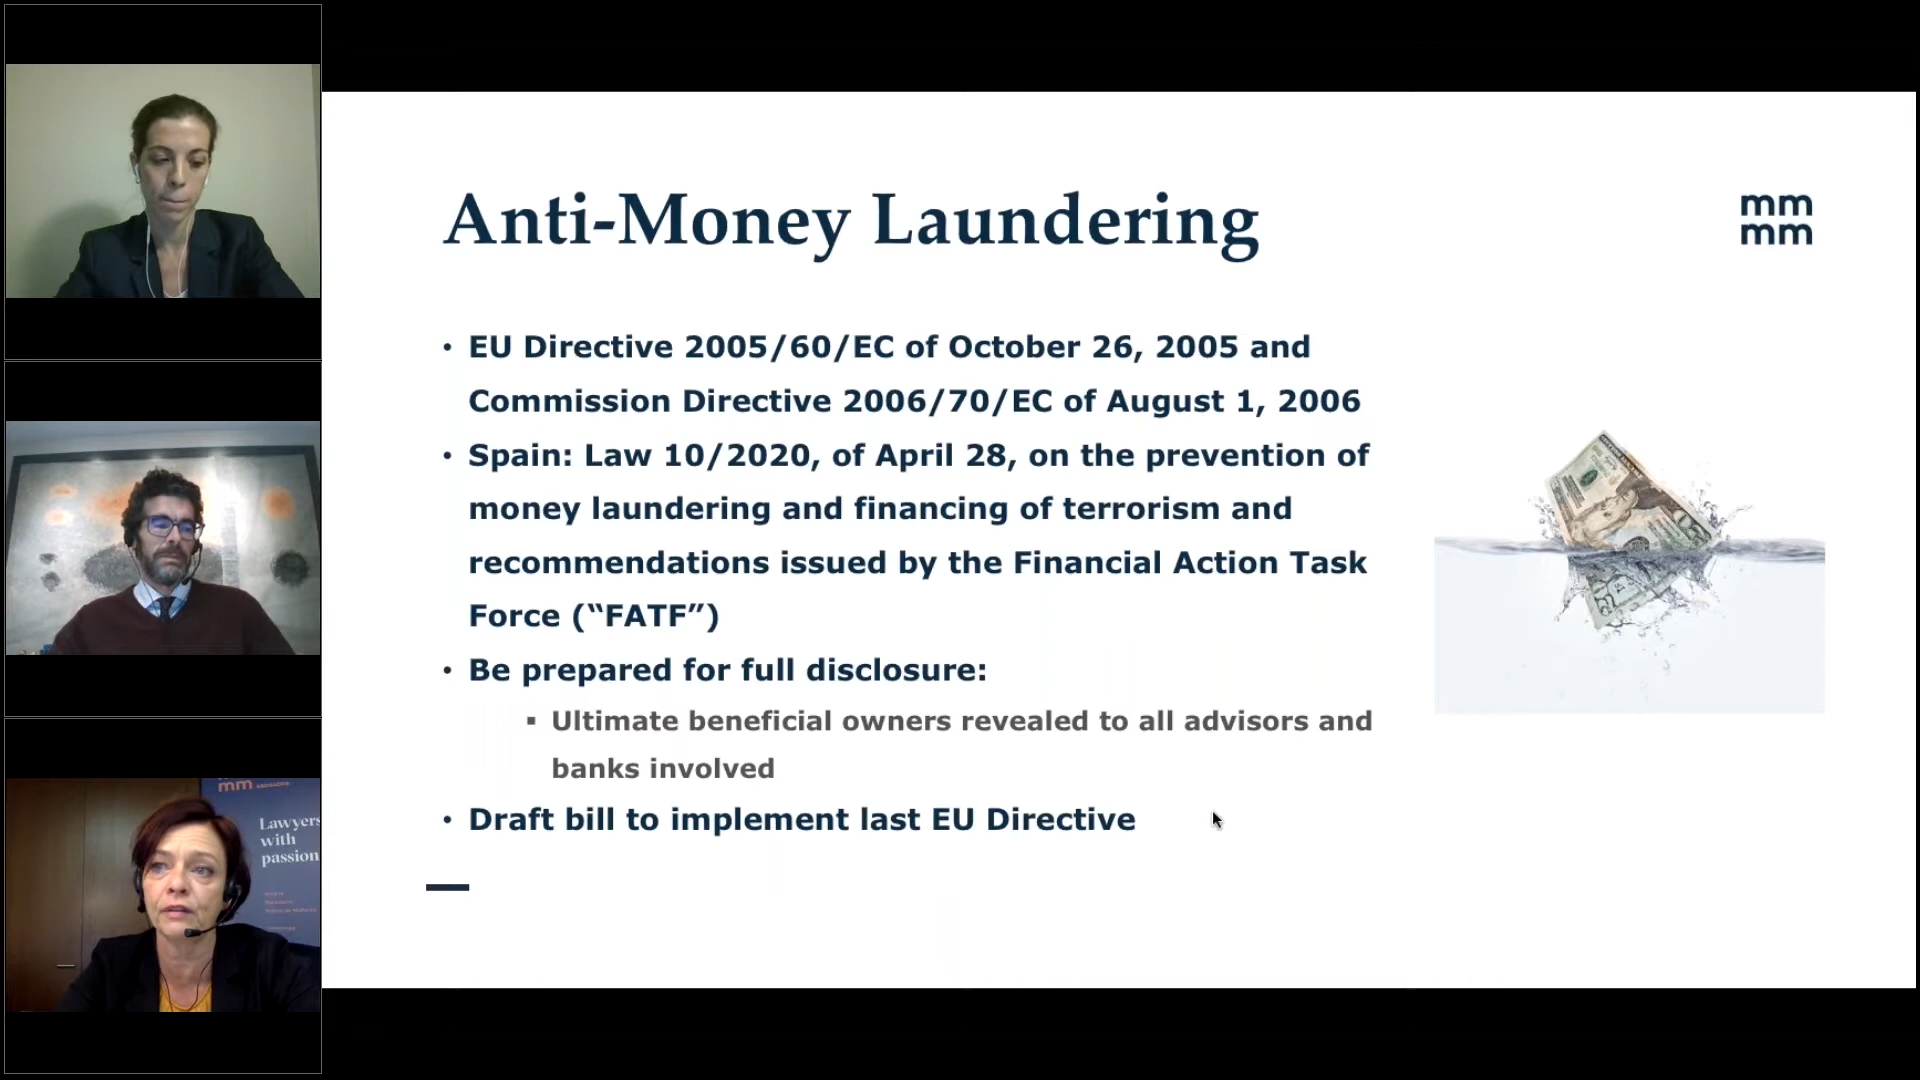 Anti-Money Laundering
mm
mm
• EU Directive 2005/60/EC of October 26, 2005 and
Commission Directive 2006/70/EC of August 1, 2006
• Spain: Law 10/2020, of April 28, on the prevention of
money laundering and financing of terrorism and
recommendations issued by the Financial Action Task
Force (“FATF”)
• Be prepared for full disclosure:
▪ Ultimate beneficial owners revealed to all advisors and
banks involved
• Draft bill to implement last EU Directive
mm
Lawyers
with
passion